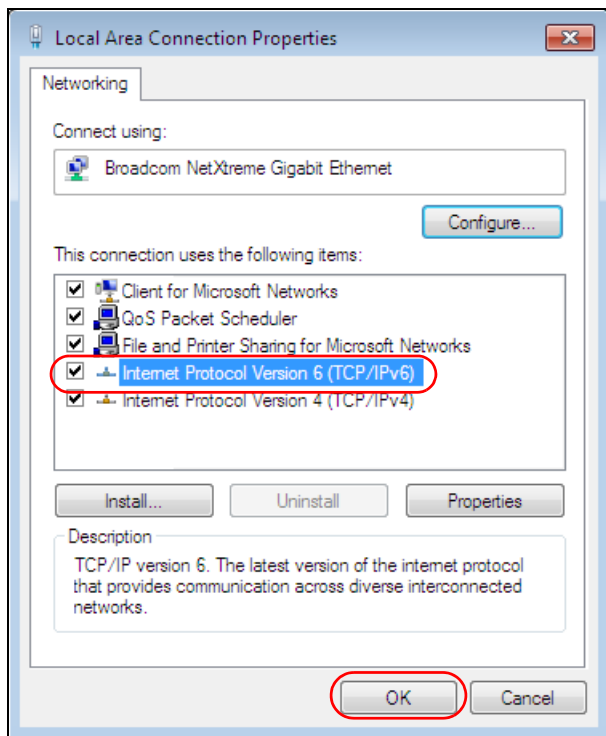 Local Area Connection Properties
Networking
Connect using:
Broadcom NetXtreme Gigabit Ethernet
Configure...
This connection uses the following items:
Client for Microsoft Networks
QoS Packet Scheduler
File and Printer Sharing for Microsoft Networks
Internet Protocol Version 6 (TCP/IPv6)
Internet Protocol Version 4 (TCP/IPv4)
Install... Uninstall Properties
Description
TCP/IP version 6. The latest version of the internet protocol
that provides communication across diverse interconnected
networks.
OK Cancel